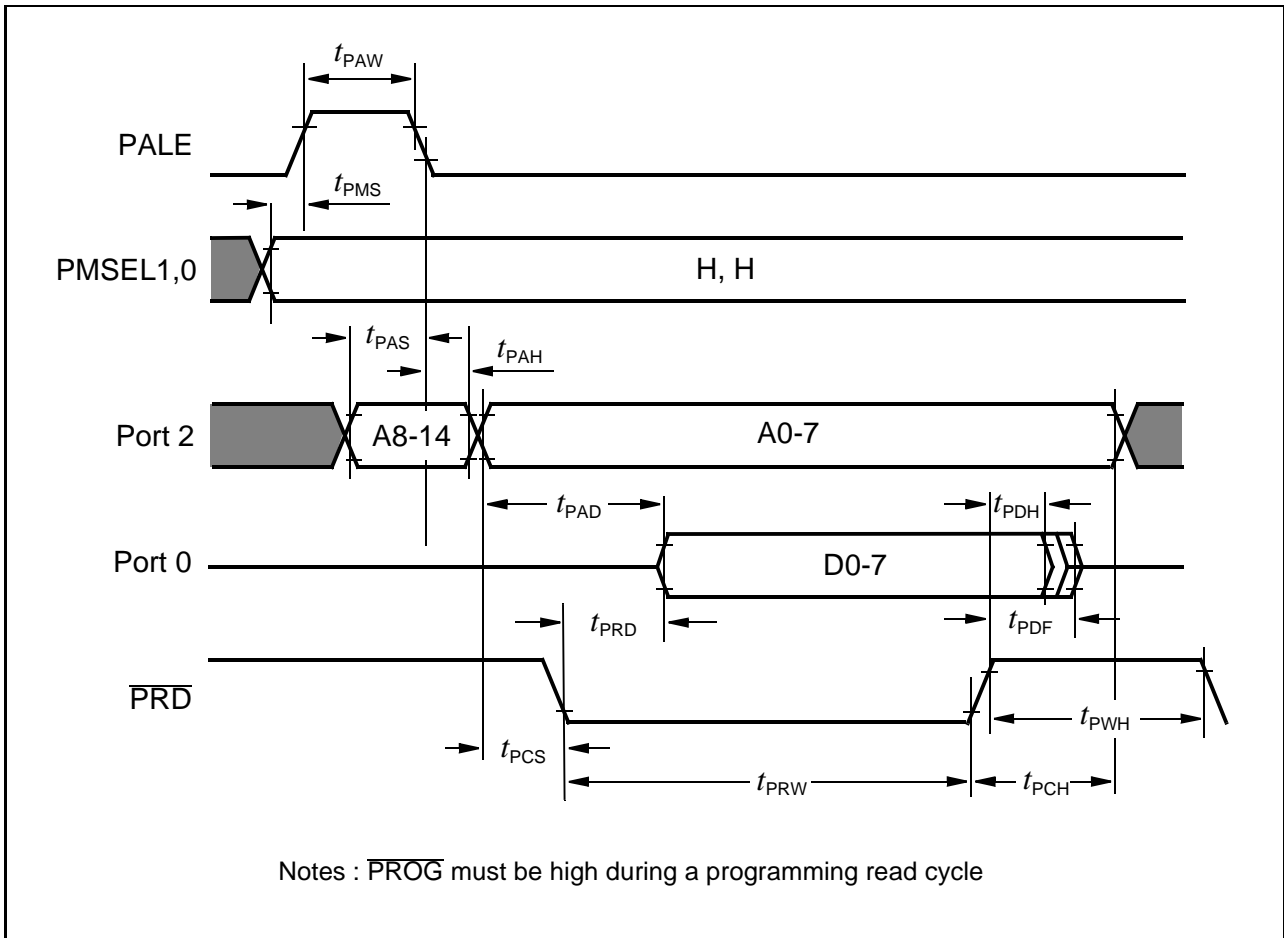 tPAW
PALE
tPMS
PMSEL1,0
H, H
tPAS
tPAH
Port 2
A8-14
A0-7
tPAD
tPDH
Port 0
D0-7
tPRD
tPDF
PRD
tPWH
tPCS
tPRW
tPCH
Notes : PROG must be high during a programming read cycle